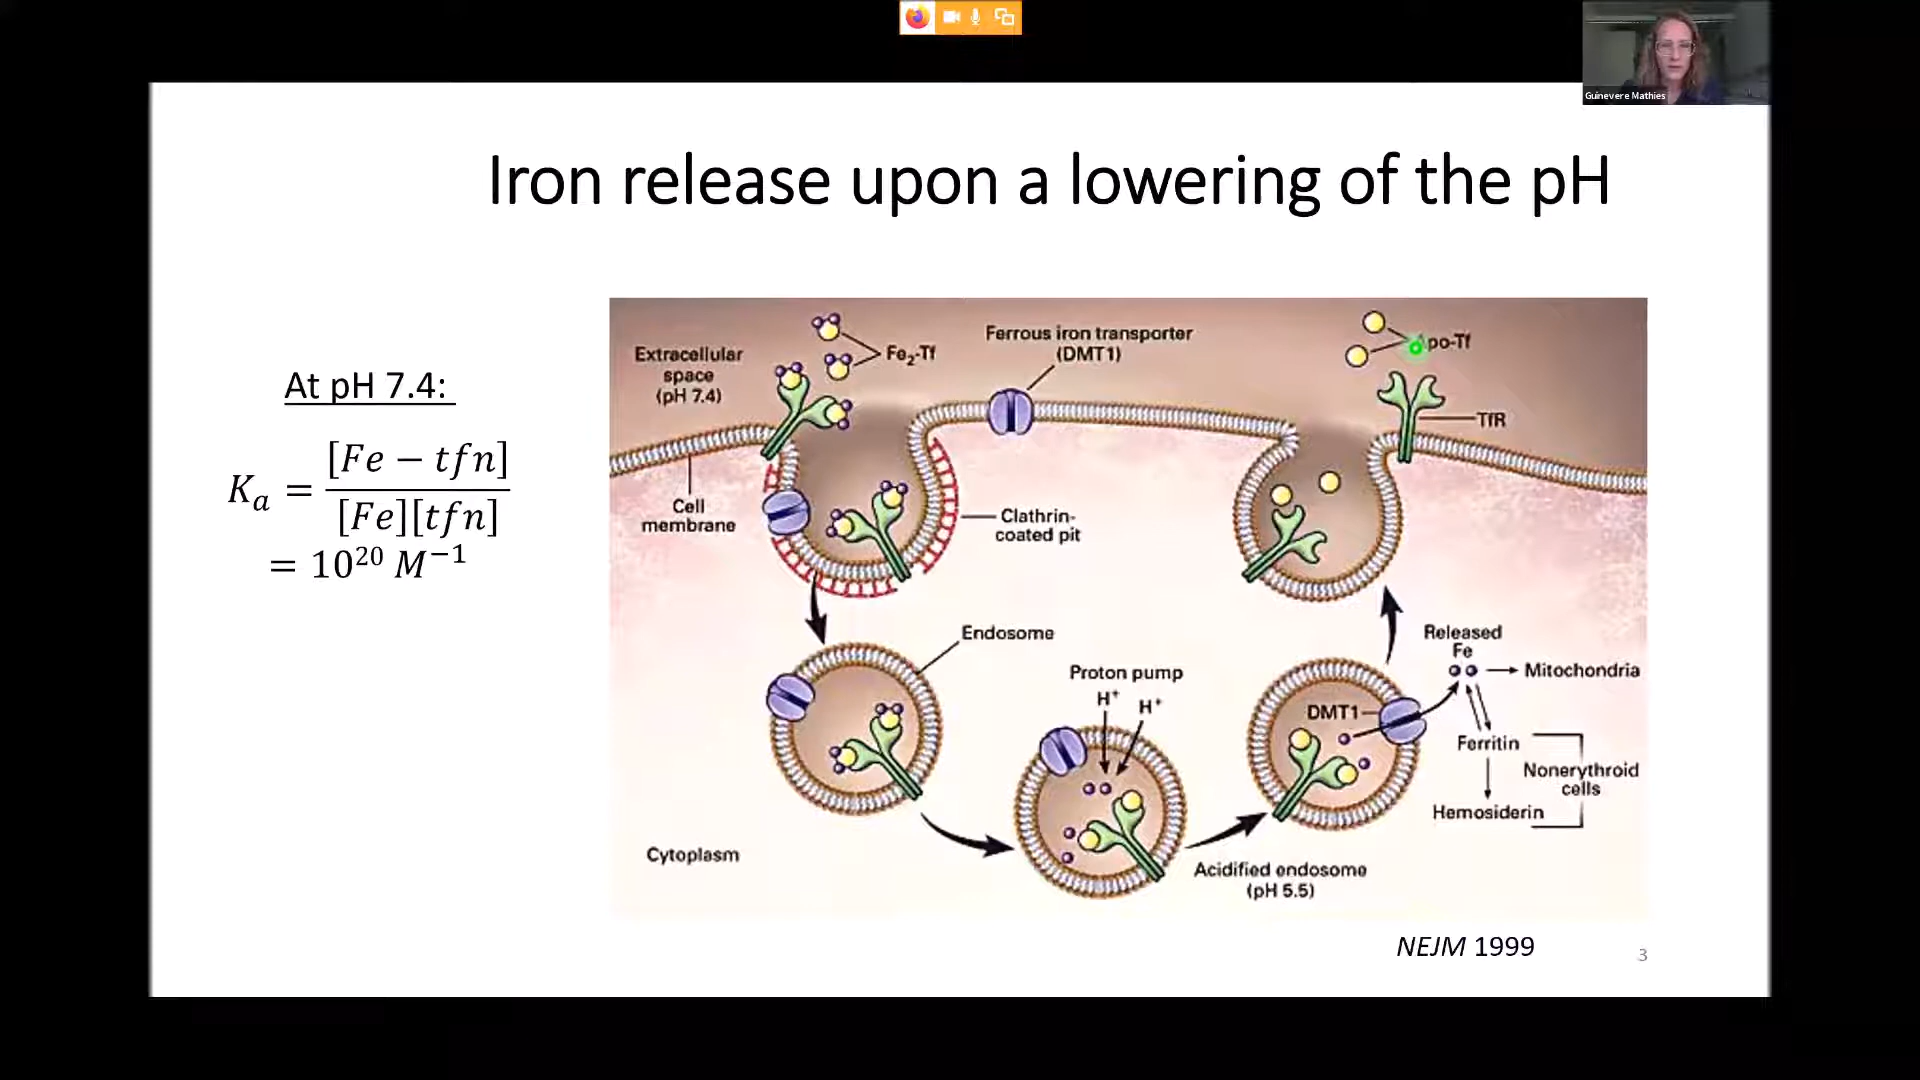 Guinevere Mathies
Iron release upon a lowering of the pH
At pH 7.4:
K_a = [Fe − tfn] / [Fe][tfn]
= 10^20 M^−1
Extracellular
space
(pH 7.4)
Fe2-Tf
Ferrous iron transporter
(DMT1)
po-Tf
TfR
Cell
membrane
Clathrin-
coated pit
Endosome
Proton pump
H+ H+
Released
Fe
Mitochondria
DMT1
Ferritin
Nonerythroid
cells
Hemosiderin
Cytoplasm
Acidified endosome
(pH 5.5)
NEJM 1999
3